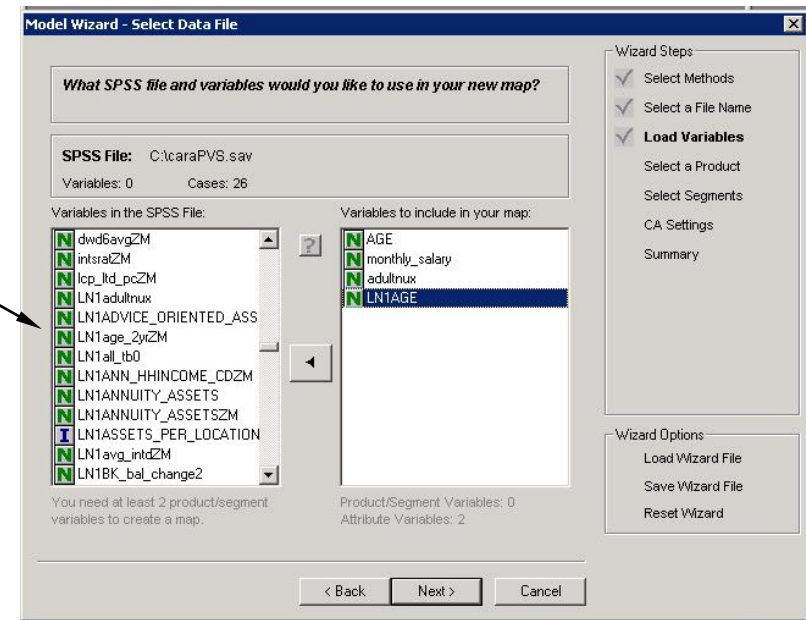 Model Wizard - Select Data File
What SPSS file and variables would you like to use in your new map?
SPSS File: C:\caraPVS.sav
Variables: 0 Cases: 26
Variables in the SPSS File:
N dwd6avgZM
N intsratZM
N lcp_ltd_pcZM
N LN1adultnux
N LN1ADVICE_ORIENTED_ASS
N LN1age_2yrZM
N LN1all_tb0
N LN1ANN_HHINCOME_CDZM
N LN1ANNUITY_ASSETS
N LN1ANNUITY_ASSETSZM
I LN1ASSETS_PER_LOCATION
N LN1avg_intdZM
N LN1BK_bal_change2
You need at least 2 product/segment
variables to create a map.
?
Variables to include in your map:
N AGE
N monthly_salary
N adultnux
N LN1AGE
Product/Segment Variables: 0
Attribute Variables: 2
< Back Next > Cancel
Wizard Steps
Select Methods
Select a File Name
Load Variables
Select a Product
Select Segments
CA Settings
Summary
Wizard Options
Load Wizard File
Save Wizard File
Reset Wizard